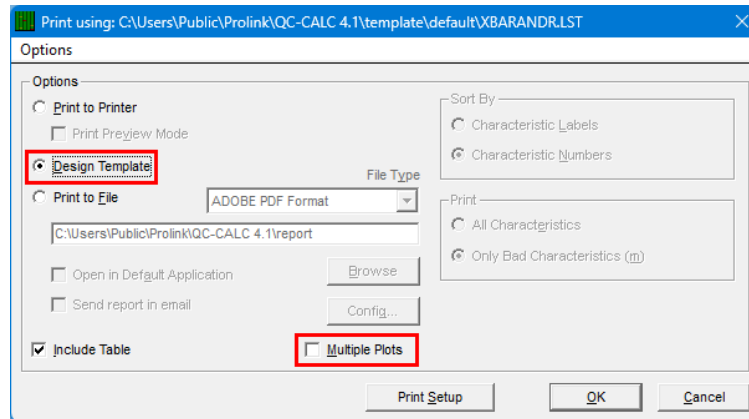 Print using: C:\Users\Public\Prolink\QC-CALC 4.1\template\default\XBARANDR.LST
Options
Options
Print to Printer
Print Preview Mode
Design Template
File Type
Print to File
ADOBE PDF Format
C:\Users\Public\Prolink\QC-CALC 4.1\report
Open in Default Application
Browse
Send report in email
Config...
Include Table
Multiple Plots
Sort By
Characteristic Labels
Characteristic Numbers
Print
All Characteristics
Only Bad Characteristics (m)
Print Setup
OK
Cancel